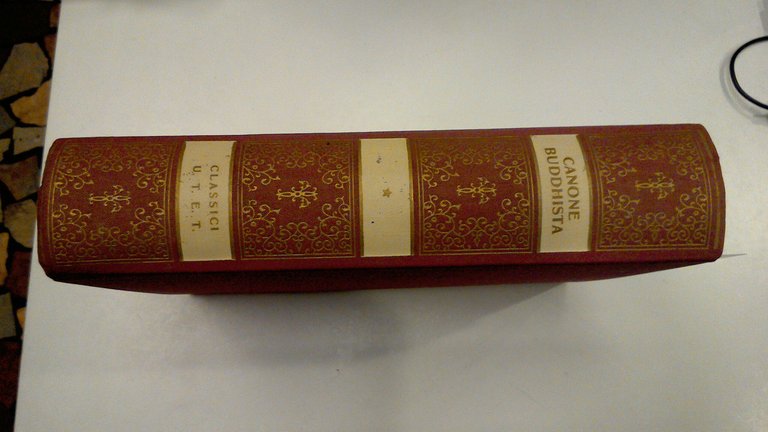 CANONE
BUDDHISTA
CLASSICI
U. T. E. T.